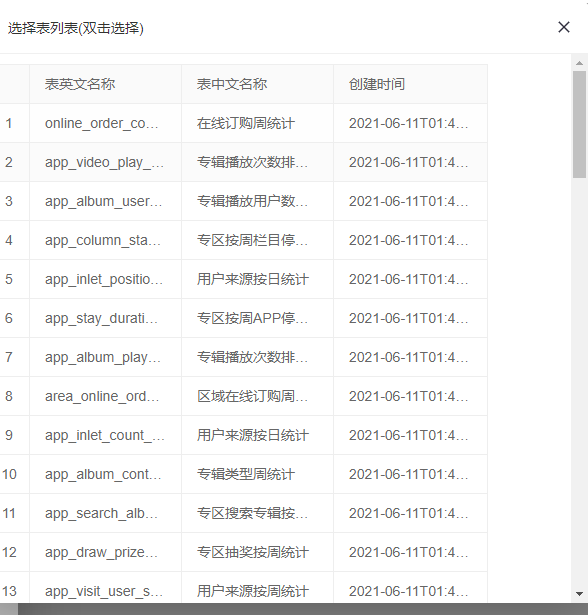 选择表列表(双击选择)
表英文名称 表中文名称 创建时间
1 online_order_co... 在线订购周统计 2021-06-11T01:4...
2 app_video_play_... 专辑播放次数排... 2021-06-11T01:4...
3 app_album_user... 专辑播放用户数... 2021-06-11T01:4...
4 app_column_sta... 专区按周栏目停... 2021-06-11T01:4...
5 app_inlet_positio... 用户来源按日统计 2021-06-11T01:4...
6 app_stay_durati... 专区按周APP停... 2021-06-11T01:4...
7 app_album_play... 专辑播放次数排... 2021-06-11T01:4...
8 area_online_ord... 区域在线订购周... 2021-06-11T01:4...
9 app_inlet_count_... 用户来源按日统计 2021-06-11T01:4...
10 app_album_cont... 专辑类型周统计 2021-06-11T01:4...
11 app_search_alb... 专区搜索专辑按... 2021-06-11T01:4...
12 app_draw_prize... 专区抽奖按周统计 2021-06-11T01:4...
13 app_visit_user_s... 用户来源按周统计 2021-06-11T01:4...